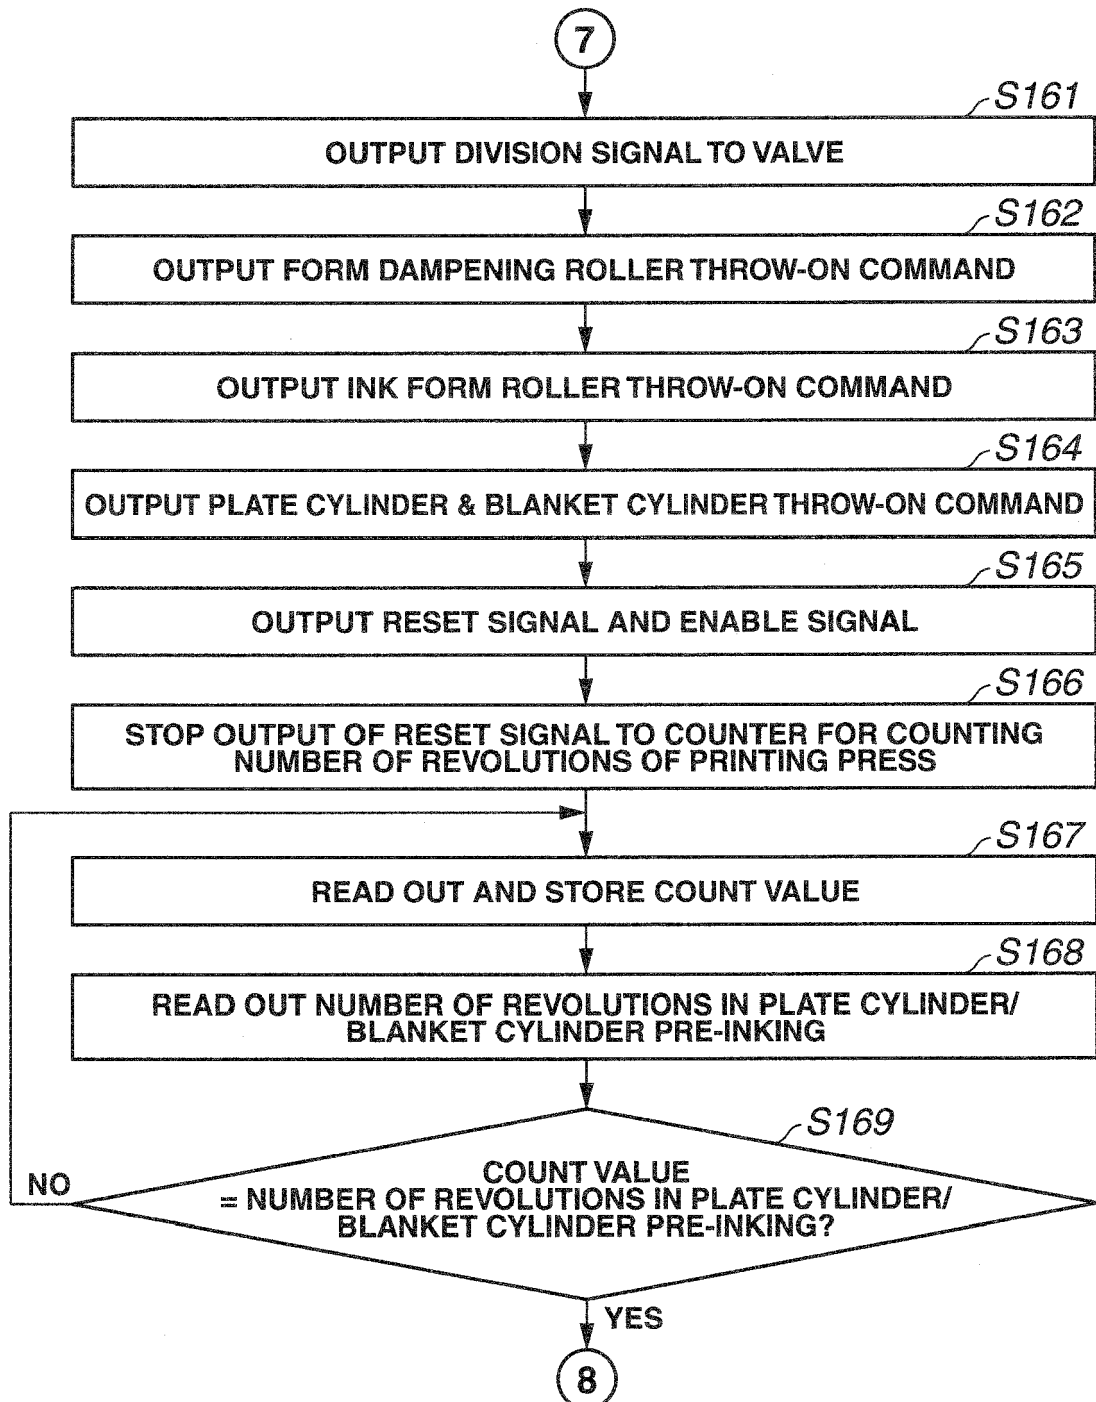 7
S161
OUTPUT DIVISION SIGNAL TO VALVE
S162
OUTPUT FORM DAMPENING ROLLER THROW-ON COMMAND
S163
OUTPUT INK FORM ROLLER THROW-ON COMMAND
S164
OUTPUT PLATE CYLINDER & BLANKET CYLINDER THROW-ON COMMAND
S165
OUTPUT RESET SIGNAL AND ENABLE SIGNAL
S166
STOP OUTPUT OF RESET SIGNAL TO COUNTER FOR COUNTING
NUMBER OF REVOLUTIONS OF PRINTING PRESS
S167
READ OUT AND STORE COUNT VALUE
S168
READ OUT NUMBER OF REVOLUTIONS IN PLATE CYLINDER/
BLANKET CYLINDER PRE-INKING
S169
COUNT VALUE
= NUMBER OF REVOLUTIONS IN PLATE CYLINDER/
BLANKET CYLINDER PRE-INKING?
NO
YES
8